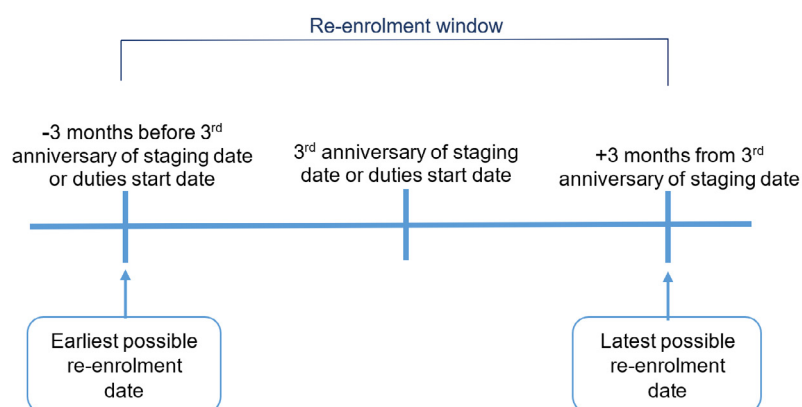 Re-enrolment window
-3 months before 3rd
anniversary of staging date
or duties start date
3rd anniversary of staging
date or duties start date
+3 months from 3rd
anniversary of staging date
Earliest possible
re-enrolment
date
Latest possible
re-enrolment
date